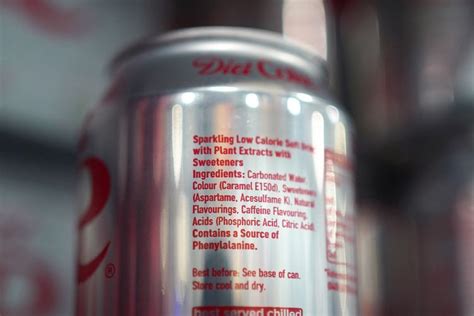 Diet Coke
Sparkling Low Calorie Soft Drink
with Plant Extracts with
Sweeteners
Ingredients: Carbonated Water,
Colour (Caramel E150d), Sweeteners
(Aspartame, Acesulfame K), Natural
Flavourings, Caffeine Flavouring,
Acids (Phosphoric Acid, Citric Acid).
Contains a Source of
Phenylalanine.
Best before: See base of can.
Store cool and dry.
best served chilled
®